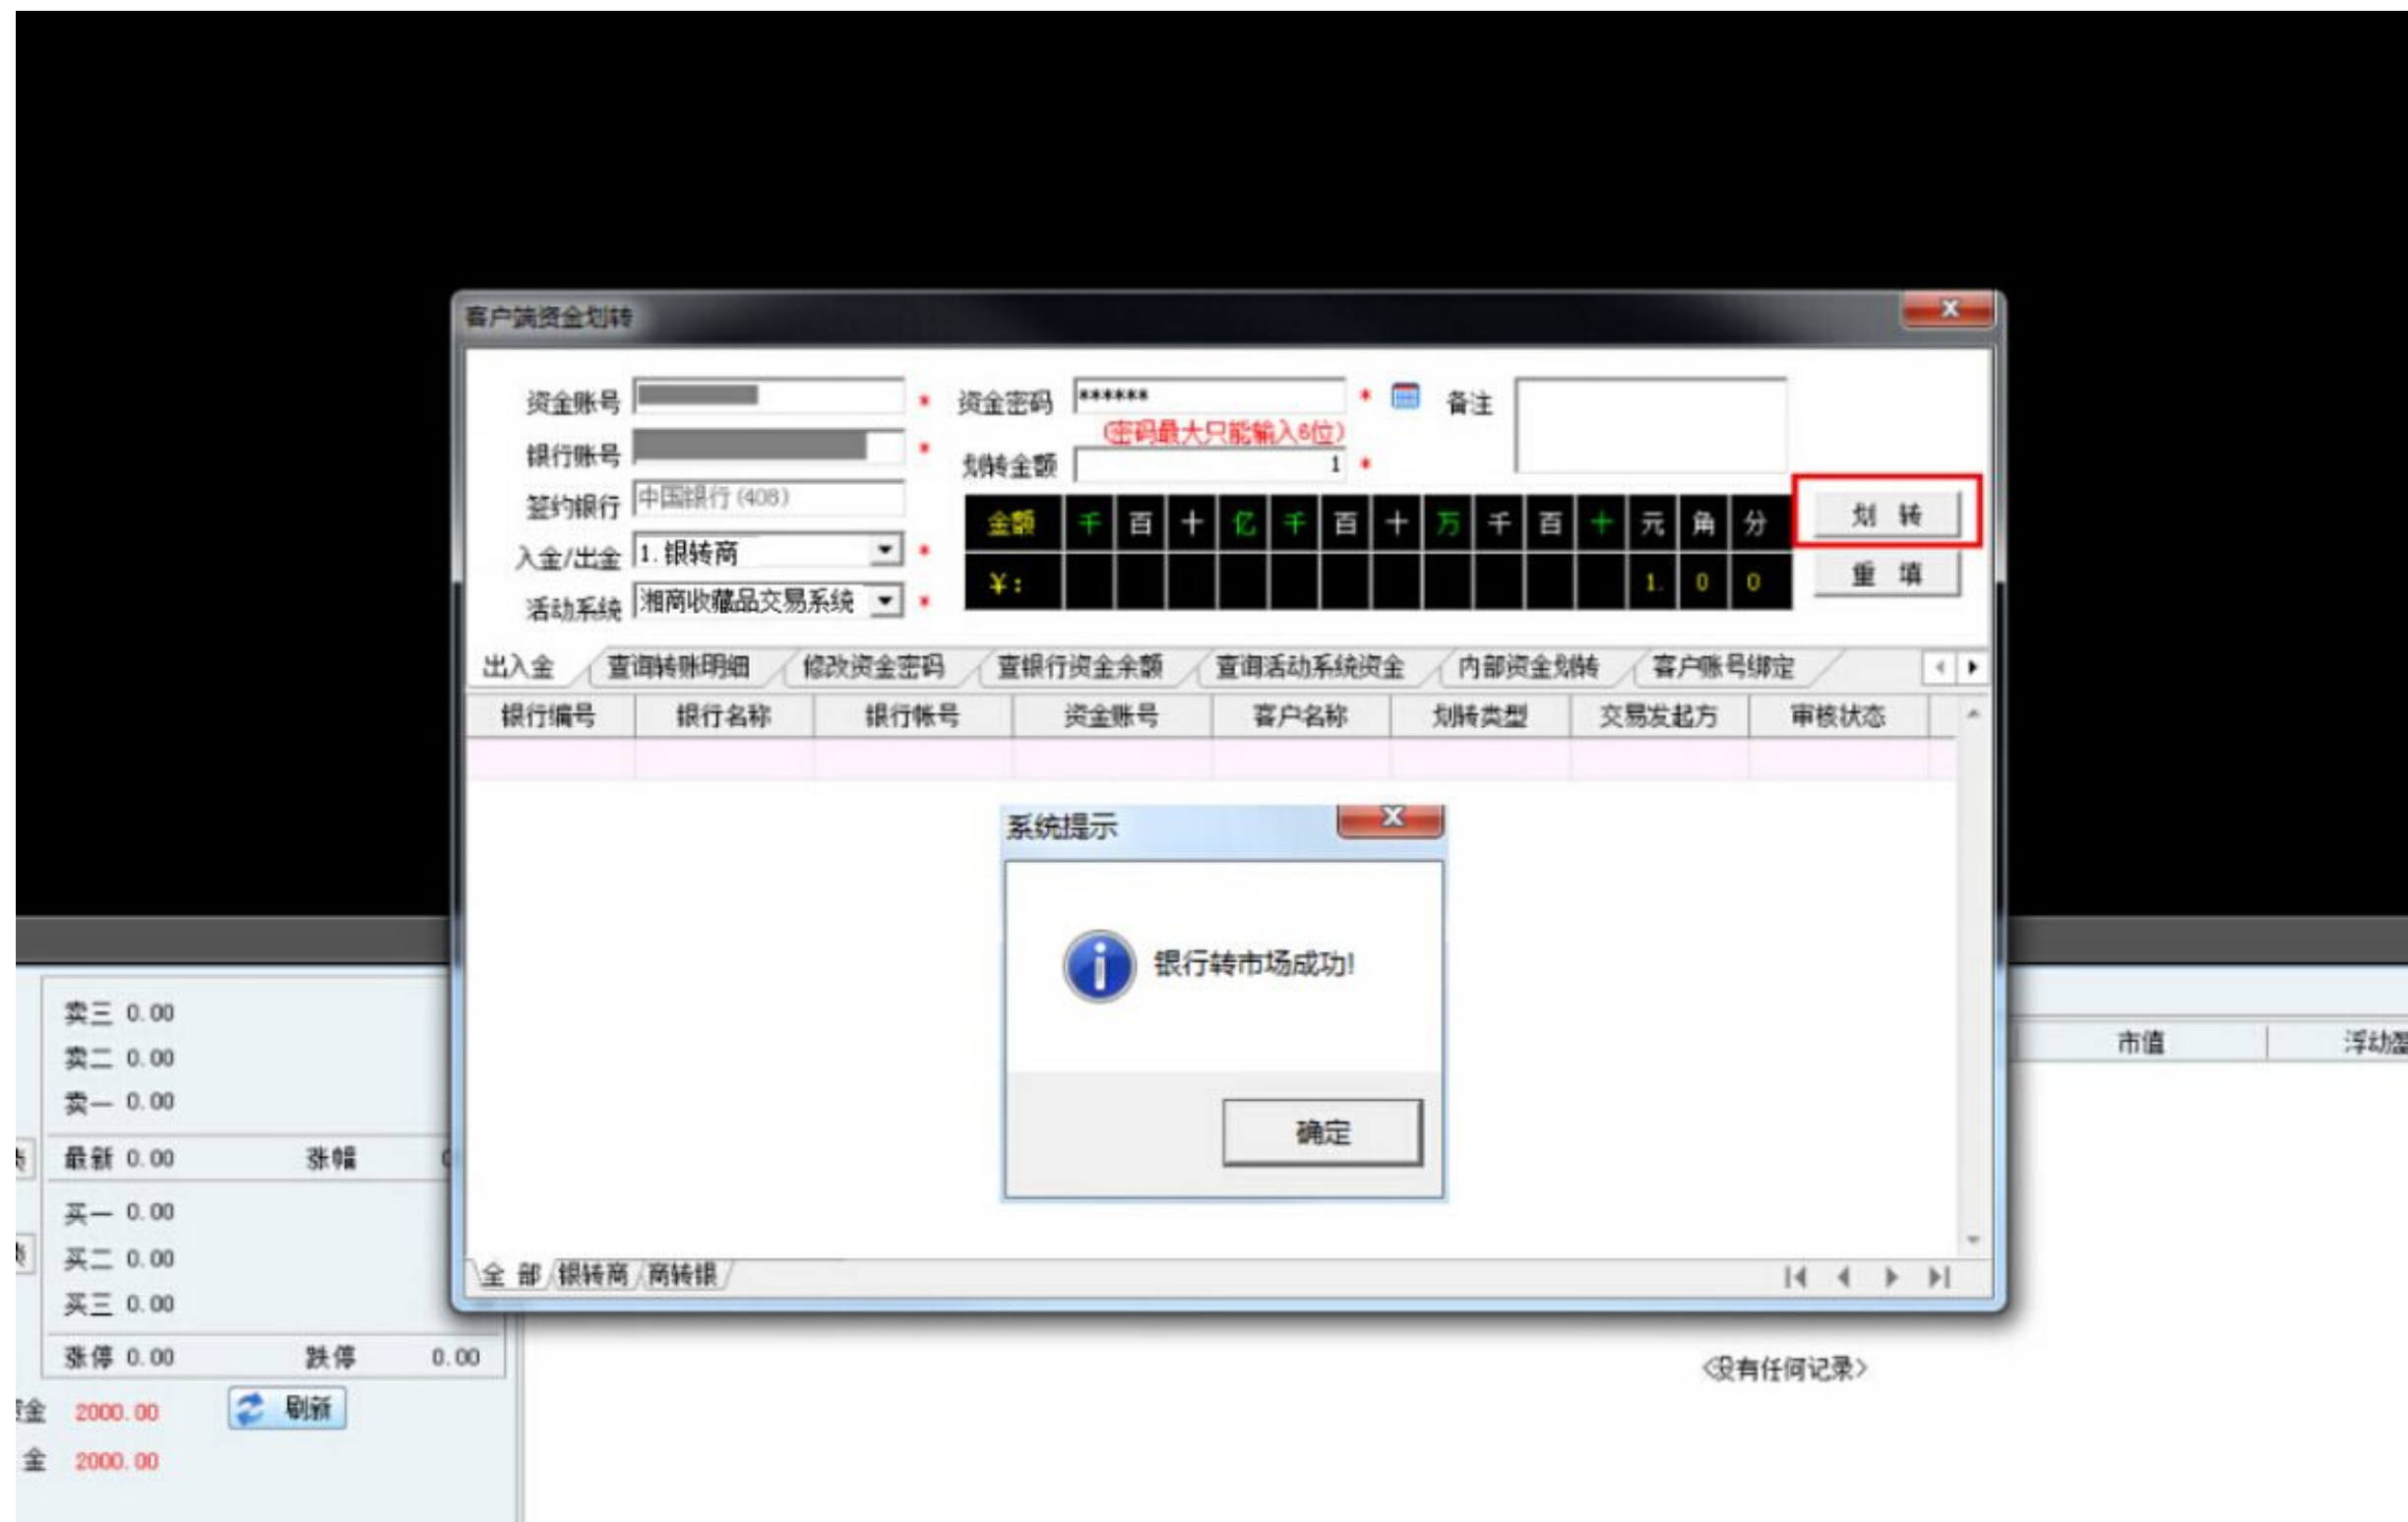 客户端资金划转
资金账号 * 资金密码 ****** * 备注
(密码最大只能输入6位)
银行账号 * 划转金额 1 *
签约银行 中国银行(408)
金额 千 百 十 亿 千 百 十 万 千 百 十 元 角 分 划 转
入金/出金 1.银转商 *
¥: 1. 0 0 重 填
活动系统 湘商收藏品交易系统 *
出入金 查询转账明细 修改资金密码 查银行资金余额 查询活动系统资金 内部资金划转 客户账号绑定
银行编号 银行名称 银行帐号 资金账号 客户名称 划转类型 交易发起方 审核状态
系统提示
银行转市场成功!
确定
全 部 银转商 商转银
卖三 0.00
卖二 0.00
卖一 0.00
最新 0.00 涨幅
买一 0.00
买二 0.00
买三 0.00
涨停 0.00 跌停 0.00
金 2000.00 刷新
金 2000.00
市值 浮动
<没有任何记录>